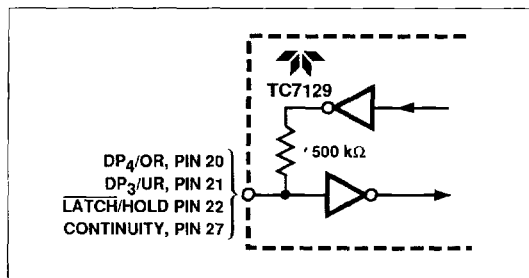 TC7129
500 kΩ
DP4/OR, PIN 20
DP3/UR, PIN 21
LATCH/HOLD PIN 22
CONTINUITY, PIN 27